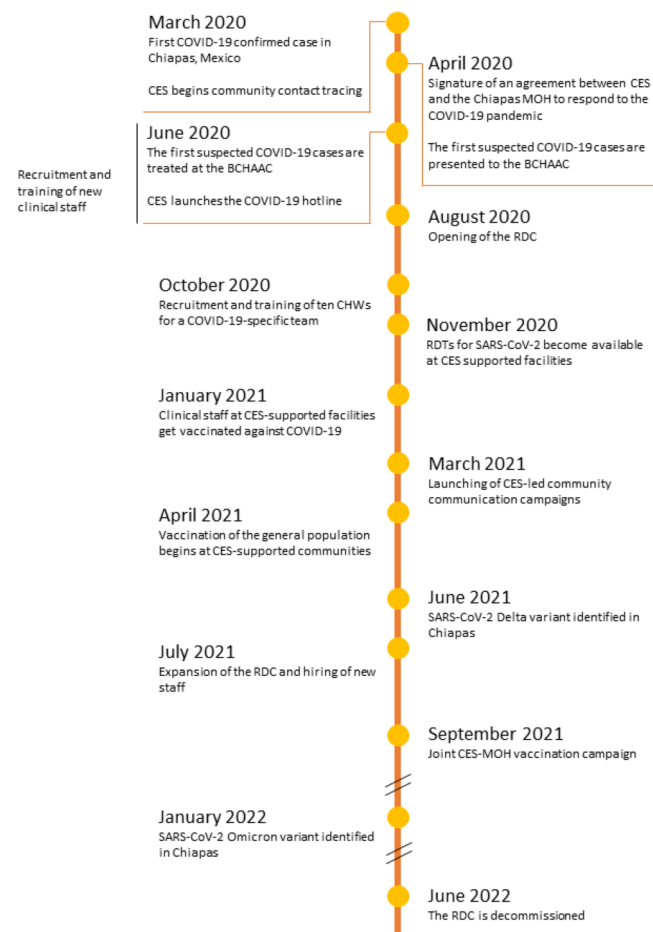 March 2020
First COVID-19 confirmed case in
Chiapas, Mexico
CES begins community contact tracing
April 2020
Signature of an agreement between CES
and the Chiapas MOH to respond to the
COVID-19 pandemic
The first suspected COVID-19 cases are
presented to the BCHAAC
Recruitment and
training of new
clinical staff
June 2020
The first suspected COVID-19 cases are
treated at the BCHAAC
CES launches the COVID-19 hotline
August 2020
Opening of the RDC
October 2020
Recruitment and training of ten CHWs
for a COVID-19-specific team
November 2020
RDTs for SARS-CoV-2 become available
at CES supported facilities
January 2021
Clinical staff at CES-supported facilities
get vaccinated against COVID-19
March 2021
Launching of CES-led community
communication campaigns
April 2021
Vaccination of the general population
begins at CES-supported communities
June 2021
SARS-CoV-2 Delta variant identified in
Chiapas
July 2021
Expansion of the RDC and hiring of new
staff
September 2021
Joint CES-MOH vaccination campaign
January 2022
SARS-CoV-2 Omicron variant identified
in Chiapas
June 2022
The RDC is decommissioned